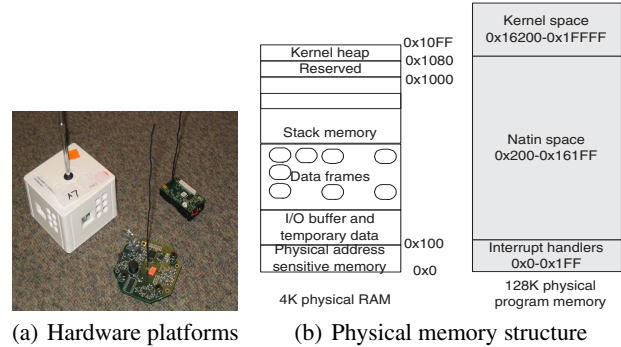 0x10FF
Kernel heap
0x1080
Reserved
0x1000
Stack memory
Data frames
I/O buffer and
temporary data
0x100
Physical address
sensitive memory
0x0
4K physical RAM
Kernel space
0x16200-0x1FFFF
Natin space
0x200-0x161FF
Interrupt handlers
0x0-0x1FF
128K physical
program memory
A7
(a) Hardware platforms
(b) Physical memory structure